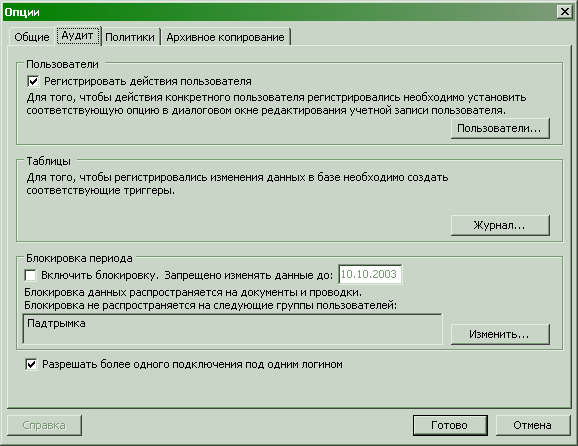 Опции
Общие Аудит Политики Архивное копирование
Пользователи
Регистрировать действия пользователя
Для того, чтобы действия конкретного пользователя регистрировались необходимо установить
соответствующую опцию в диалоговом окне редактирования учетной записи пользователя.
Пользователи...
Таблицы
Для того, чтобы регистрировались изменения данных в базе необходимо создать
соответствующие триггеры.
Журнал...
Блокировка периода
Включить блокировку. Запрещено изменять данные до: 10.10.2003
Блокировка данных распространяется на документы и проводки.
Блокировка не распространяется на следующие группы пользователей:
Падтрымка
Изменить...
Разрешать более одного подключения под одним логином
Справка Готово Отмена